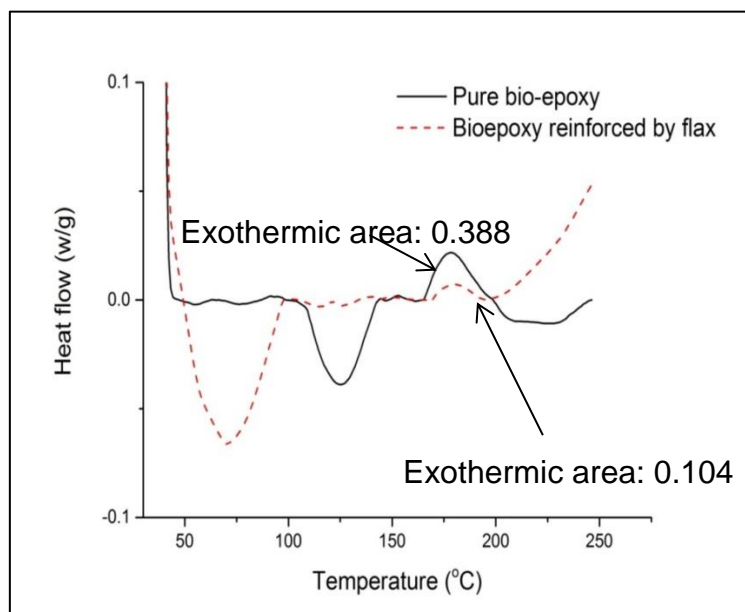 0.1
Pure bio-epoxy
Bioepoxy reinforced by flax
Exothermic area: 0.388
0.0
Heat flow (w/g)
Exothermic area: 0.104
-0.1
50 100 150 200 250
Temperature (°C)